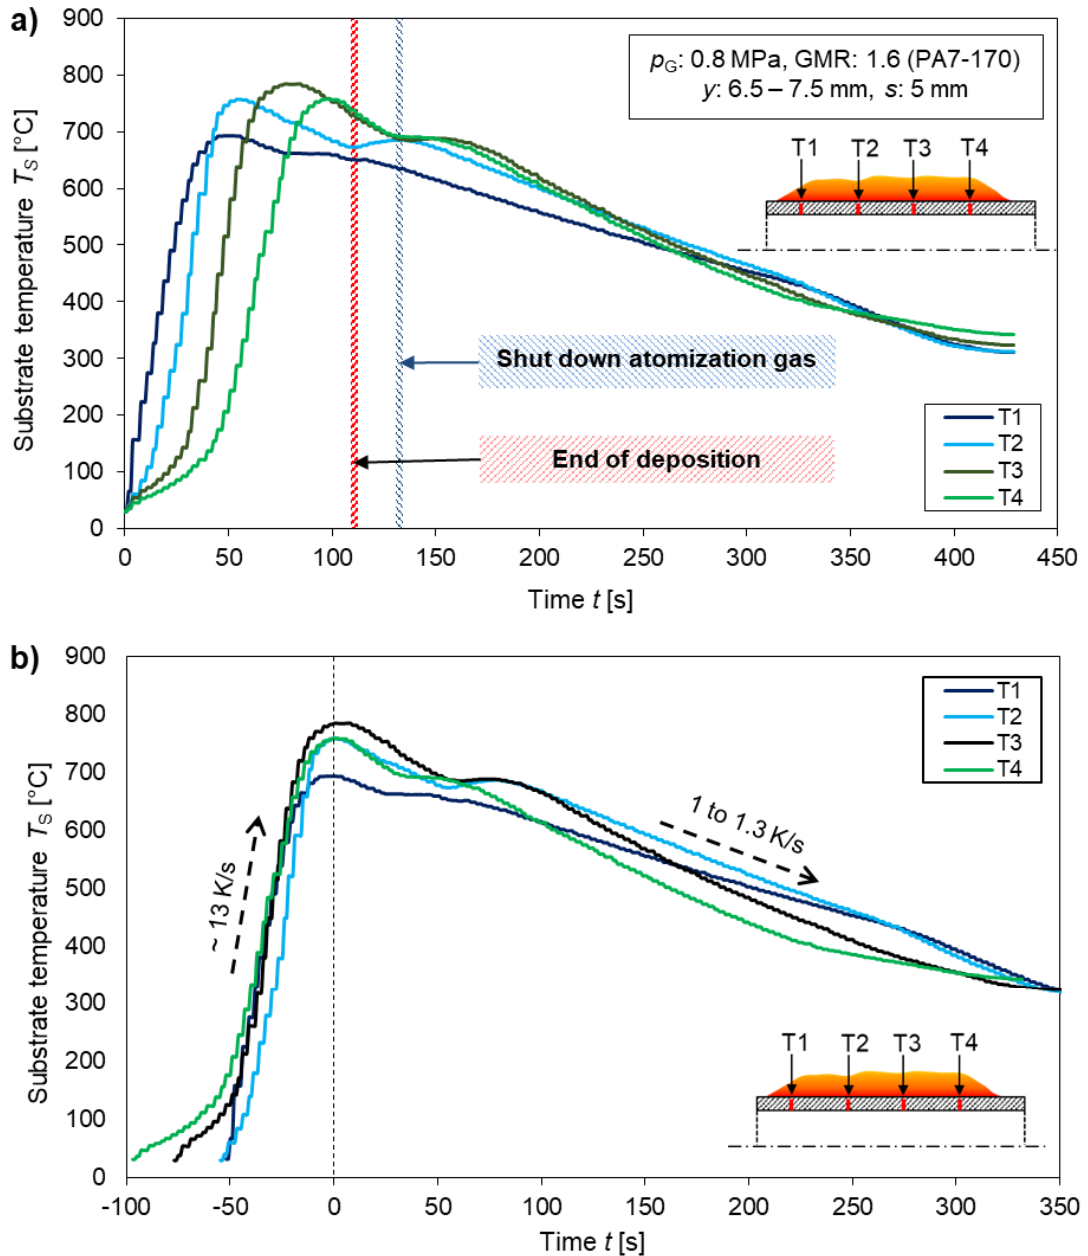 a)
900
800
700
600
500
400
300
200
100
0
Substrate temperature T_S [°C]
p_G: 0.8 MPa, GMR: 1.6 (PA7-170)
y: 6.5 – 7.5 mm, s: 5 mm
T1 T2 T3 T4
Shut down atomization gas
End of deposition
T1
T2
T3
T4
0 50 100 150 200 250 300 350 400 450
Time t [s]
b)
900
800
700
600
500
400
300
200
100
0
Substrate temperature T_S [°C]
T1
T2
T3
T4
~ 13 K/s
1 to 1.3 K/s
T1 T2 T3 T4
-100 -50 0 50 100 150 200 250 300 350
Time t [s]